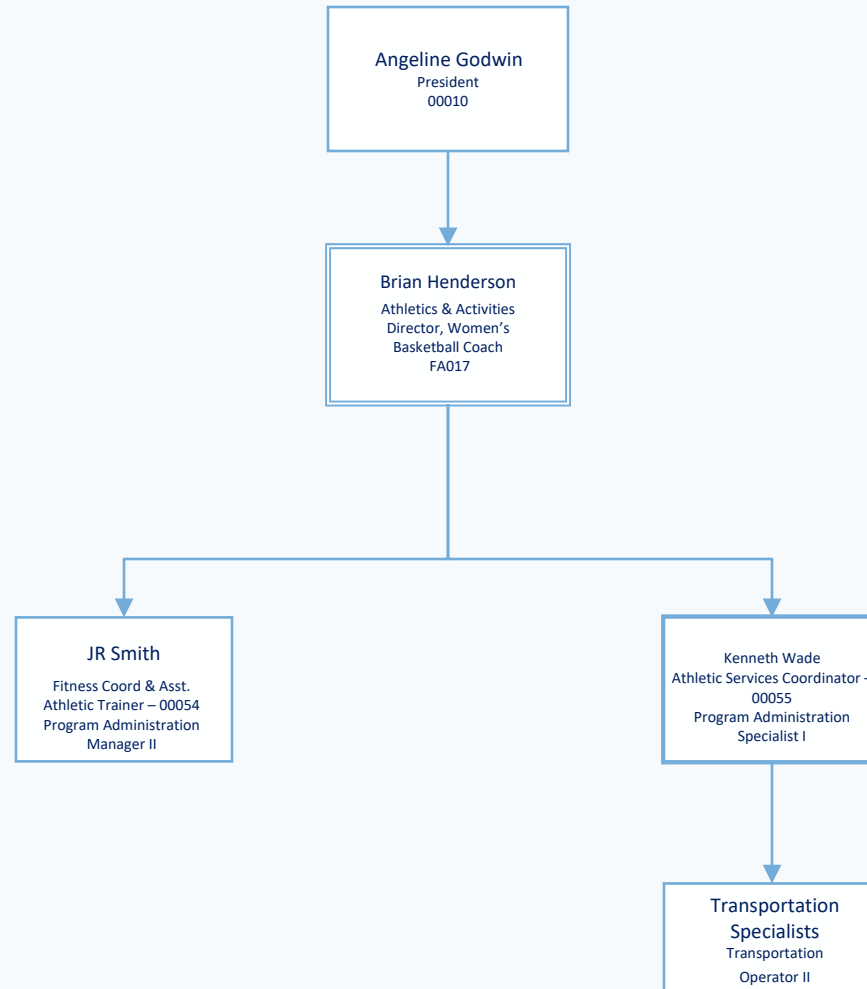 Angeline Godwin
President
00010
Brian Henderson
Athletics & Activities
Director, Women’s
Basketball Coach
FA017
JR Smith
Fitness Coord & Asst.
Athletic Trainer – 00054
Program Administration
Manager II
Kenneth Wade
Athletic Services Coordinator -
00055
Program Administration
Specialist I
Transportation
Specialists
Transportation
Operator II